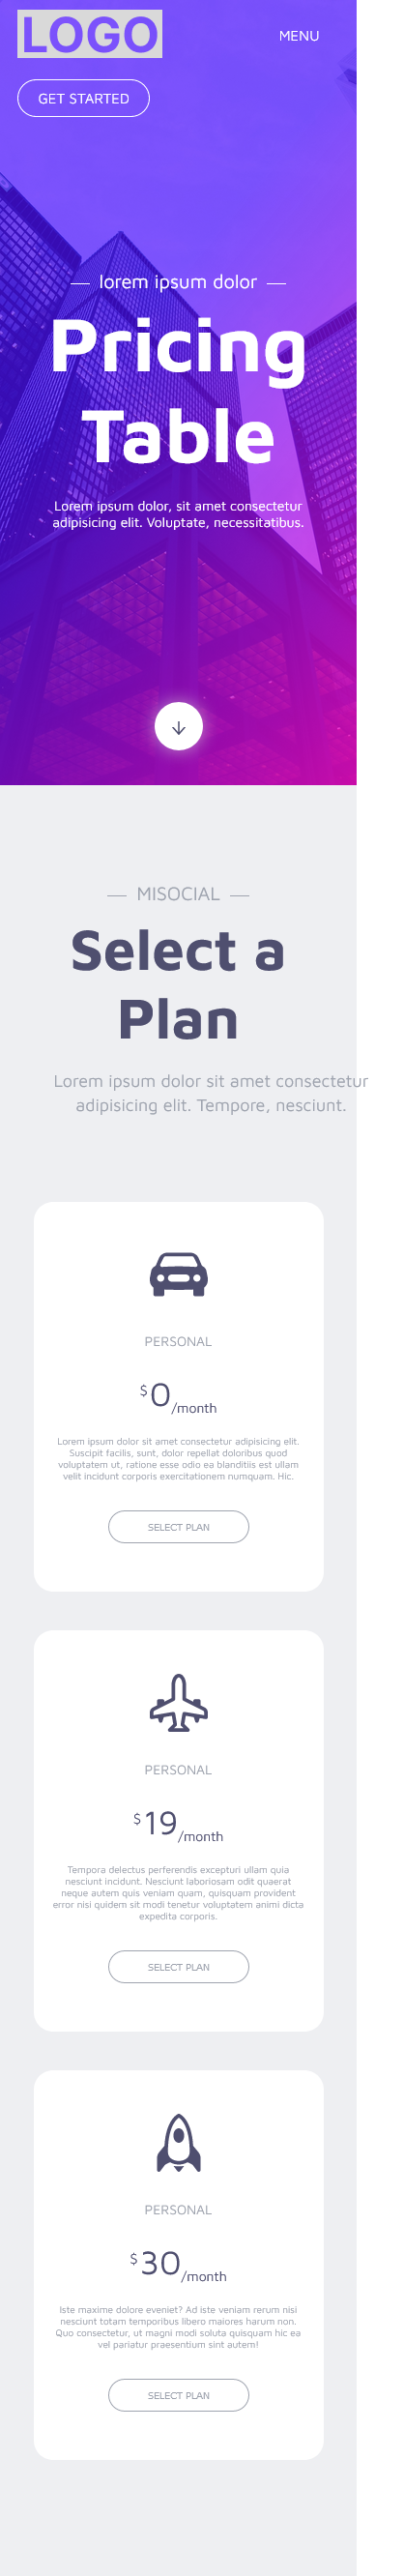 LOGO
MENU
GET STARTED
lorem ipsum dolor
Pricing
Table
Lorem ipsum dolor, sit amet consectetur
adipisicing elit. Voluptate, necessitatibus.
MISOCIAL
Select a
Plan
Lorem ipsum dolor sit amet consectetur
adipisicing elit. Tempore, nesciunt.
PERSONAL
$0/month
Lorem ipsum dolor sit amet consectetur adipisicing elit.
Suscipit facilis, sunt, dolor repellat doloribus quod
voluptatem ut, ratione esse odio ea blanditiis est ullam
velit incidunt corporis exercitationem numquam. Hic.
SELECT PLAN
PERSONAL
$19/month
Tempora delectus perferendis excepturi ullam quia
nesciunt incidunt. Nesciunt laboriosam odit quaerat
neque autem quis veniam quam, quisquam provident
error nisi quidem sit modi tenetur voluptatem animi dicta
expedita corporis.
SELECT PLAN
PERSONAL
$30/month
Iste maxime dolore eveniet? Ad iste veniam rerum nisi
nesciunt totam temporibus libero maiores harum non.
Quo consectetur, ut magni modi soluta quisquam hic ea
vel pariatur praesentium sint autem!
SELECT PLAN